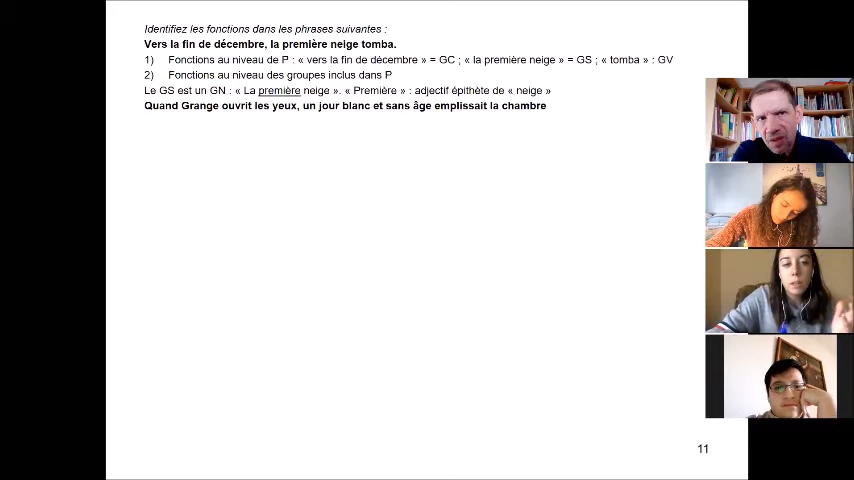 Identifiez les fonctions dans les phrases suivantes :
Vers la fin de décembre, la première neige tomba.
1) Fonctions au niveau de P : « vers la fin de décembre » = GC ; « la première neige » = GS ; « tomba » : GV
2) Fonctions au niveau des groupes inclus dans P
Le GS est un GN : « La première neige ». « Première » : adjectif épithète de « neige »
Quand Grange ouvrit les yeux, un jour blanc et sans âge emplissait la chambre
11